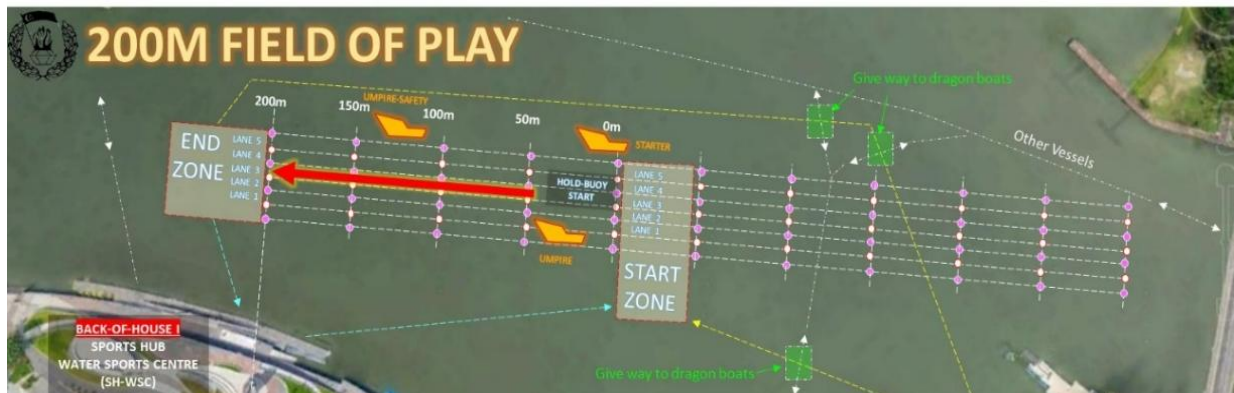 200M FIELD OF PLAY
UMPIRE-SAFETY
200m
150m
100m
50m
0m
STARTER
Give way to dragon boats
Other Vessels
END
ZONE
LANE 5
LANE 4
LANE 3
LANE 2
LANE 1
HOLD-BUOY
START
LANE 5
LANE 4
LANE 3
LANE 2
LANE 1
UMPIRE
START
ZONE
BACK-OF-HOUSE I
SPORTS HUB
WATER SPORTS CENTRE
(SH-WSC)
Give way to dragon boats